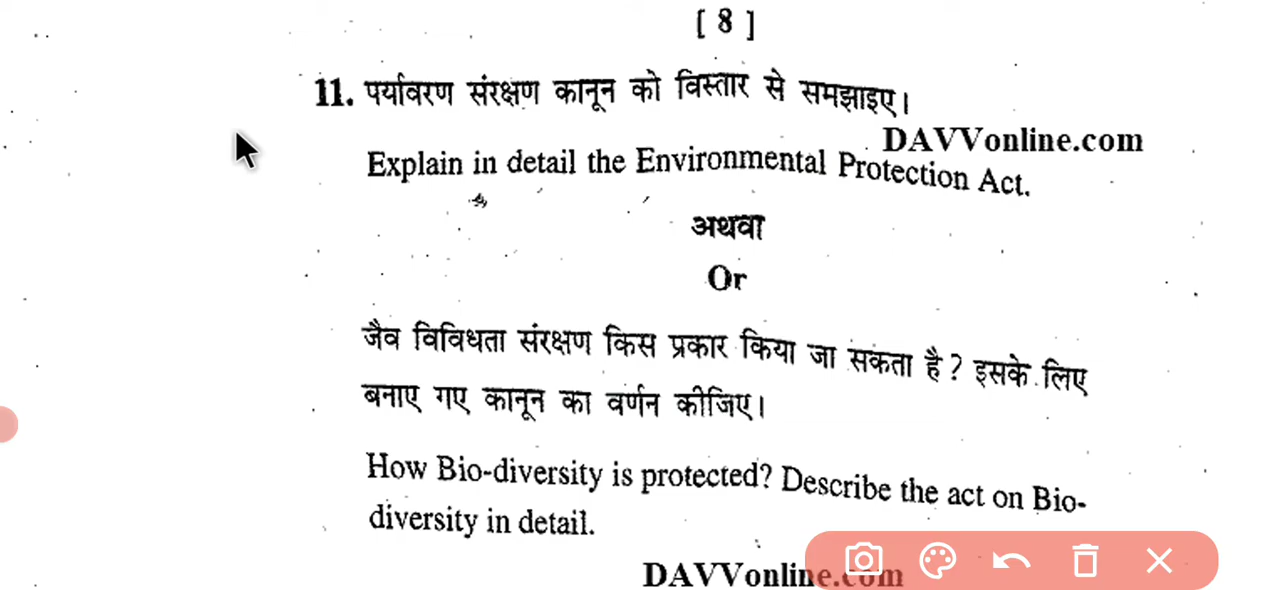 [ 8 ]
11. पर्यावरण संरक्षण कानून को विस्तार से समझाइए।
DAVVonline.com
Explain in detail the Environmental Protection Act.
अथवा
Or
जैव विविधता संरक्षण किस प्रकार किया जा सकता है? इसके लिए
बनाए गए कानून का वर्णन कीजिए।
How Bio-diversity is protected? Describe the act on Bio-
diversity in detail.
DAVVonline.com